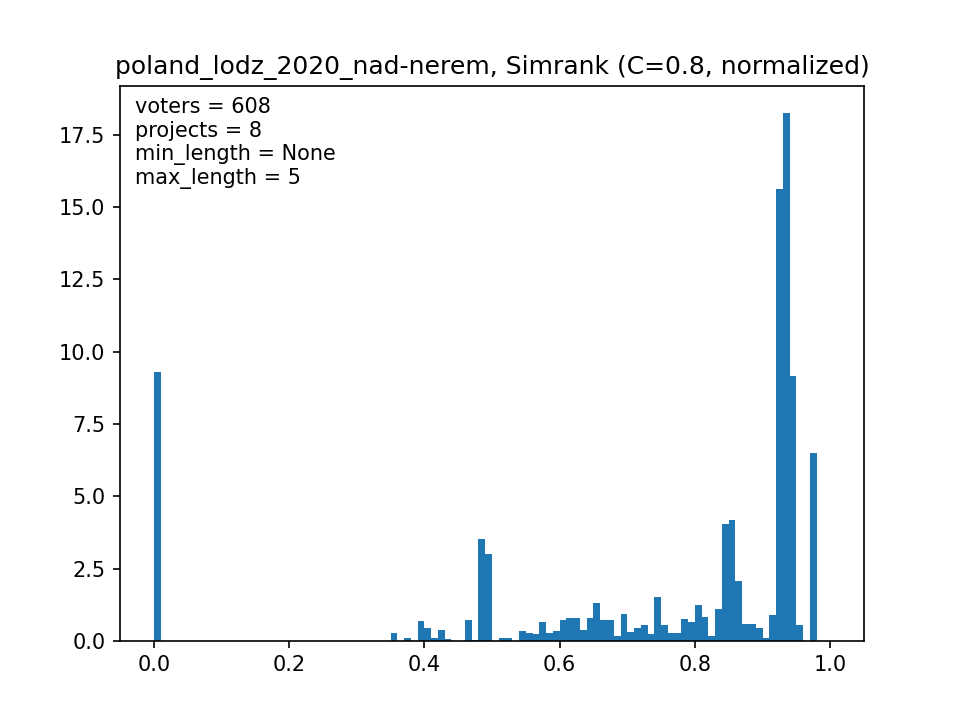 poland_lodz_2020_nad-nerem, Simrank (C=0.8, normalized)
voters = 608
projects = 8
min_length = None
max_length = 5
17.5
15.0
12.5
10.0
7.5
5.0
2.5
0.0
0.0 0.2 0.4 0.6 0.8 1.0